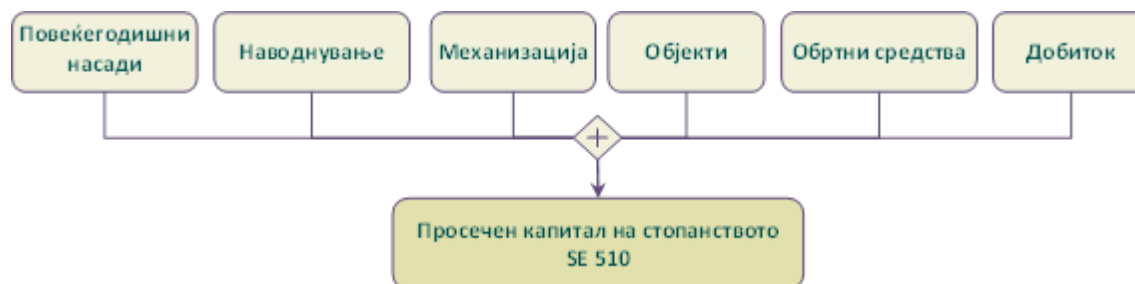 Повеќегодишни
насади
Наводнување
Механизација
Објекти
Обртни средства
Добиток
Просечен капитал на стопанството
SE 510